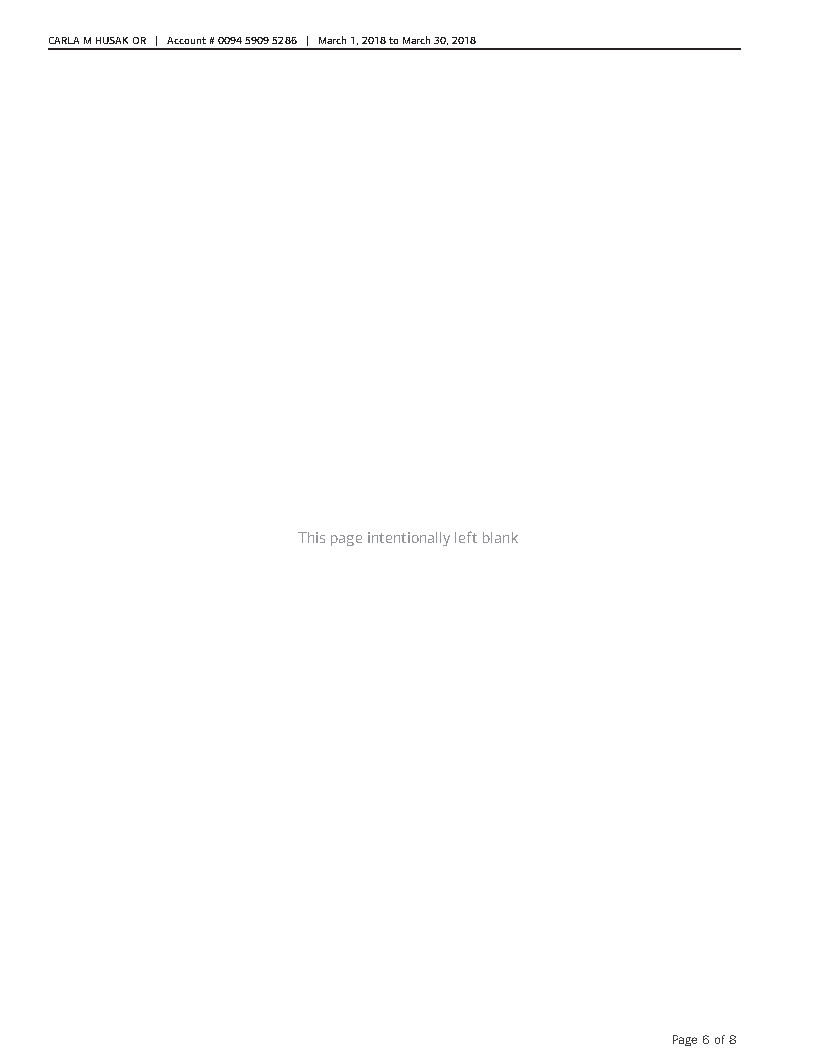 CARLA M HUSAK OR | Account # 0094 5909 5286 | March 1, 2018 to March 30, 2018
This page intentionally left blank
Page 6 of 8